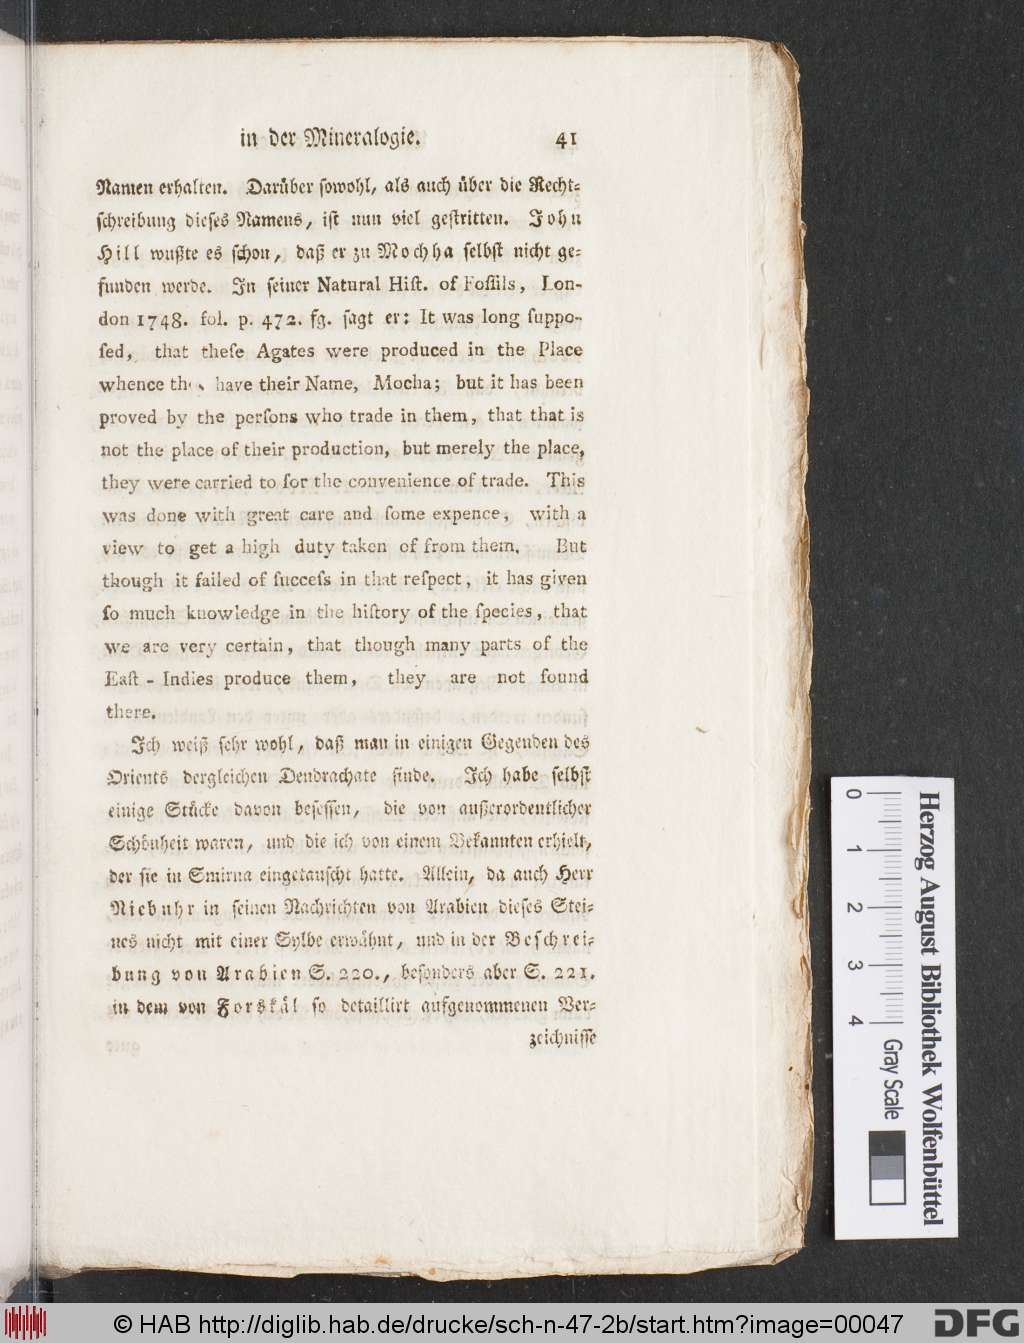 in der Mineralogie. 41
Namen erhalten. Darüber sowohl, als auch über die Recht-
schreibung dieses Namens, ist nun viel gestritten. John
Hill wußte es schon, daß er zu Mochha selbst nicht ge-
funden werde. In seiner Natural Hiſt. of Foſſils, Lon-
don 1748. fol. p. 472. fg. sagt er: It was long ſuppo-
ſed, that theſe Agates were produced in the Place
whence have their Name, Mocha; but it has been
proved by the perſons who trade in them, that that is
not the place of their production, but merely the place,
they were carried to for the convenience of trade. This
was done with great care and ſome expence, with a
view to get a high duty taken of from them. But
though it failed of ſucceſs in that reſpect, it has given
ſo much knowledge in the hiſtory of the ſpecies, that
we are very certain, that though many parts of the
Eaſt - Indies produce them, they are not found
there.
Ich weiß sehr wohl, daß man in einigen Gegenden des
Orients dergleichen Dendrachate finde. Ich habe selbst
einige Stücke davon besessen, die von außerordentlicher
Schönheit waren, und die ich von einem Bekannten erhielt,
der sie in Smirna eingetauscht hatte. Allein, da auch Herr
Niebuhr in seinen Nachrichten von Arabien dieses Stei-
nes nicht mit einer Sylbe erwähnt, und in der Beschrei-
bung von Arabien S. 220., besonders aber S. 221.
in dem von Forskål so detaillirt aufgenommenen Ver-
zeichnisse
0 1 2 3 4
Gray Scale
Herzog August Bibliothek Wolfenbüttel
© HAB http://diglib.hab.de/drucke/sch-n-47-2b/start.htm?image=00047
DFG